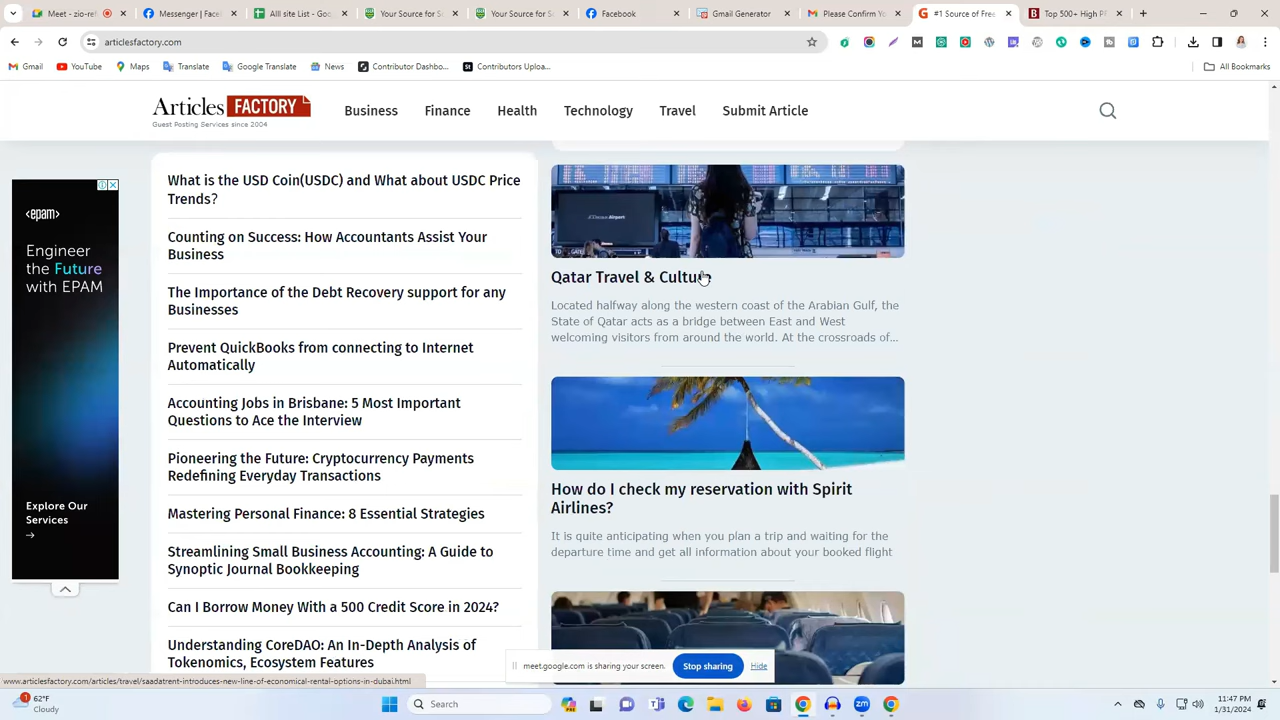 Meet - zie-r
Marketplace
All issues - L
Your Source for S
Your Source for S
Facebook
Gmail Generator
Please Confirm Yo
#1 Source of Free
Top 500+ High P
articlesfactory.com
Gmail
YouTube
Maps
Translate
Google Translate
News
Contributor Dashbo...
Contributors Uploa...
All Bookmarks
Articles FACTORY
Guest Posting Services since 2004
Business
Finance
Health
Technology
Travel
Submit Article
<epam>
Engineer
the Future
with EPAM
Explore Our
Services
What is the USD Coin(USDC) and What about USDC Price
Trends?
Counting on Success: How Accountants Assist Your
Business
The Importance of the Debt Recovery support for any
Businesses
Prevent QuickBooks from connecting to Internet
Automatically
Accounting Jobs in Brisbane: 5 Most Important
Questions to Ace the Interview
Pioneering the Future: Cryptocurrency Payments
Redefining Everyday Transactions
Mastering Personal Finance: 8 Essential Strategies
Streamlining Small Business Accounting: A Guide to
Synoptic Journal Bookkeeping
Can I Borrow Money With a 500 Credit Score in 2024?
Understanding CoreDAO: An In-Depth Analysis of
Tokenomics, Ecosystem Features
Qatar Travel & Culture
Located halfway along the western coast of the Arabian Gulf, the
State of Qatar acts as a bridge between East and West
welcoming visitors from around the world. At the crossroads of...
How do I check my reservation with Spirit
Airlines?
It is quite anticipating when you plan a trip and waiting for the
departure time and get all information about your booked flight
meet.google.com is sharing your screen.
Stop sharing
Hide
www.articlesfactory.com/articles/travel/saadatrent-introduces-new-line-of-economical-rental-options-in-dubai.html
62°F
Cloudy
Search
11:47 PM
1/31/2024